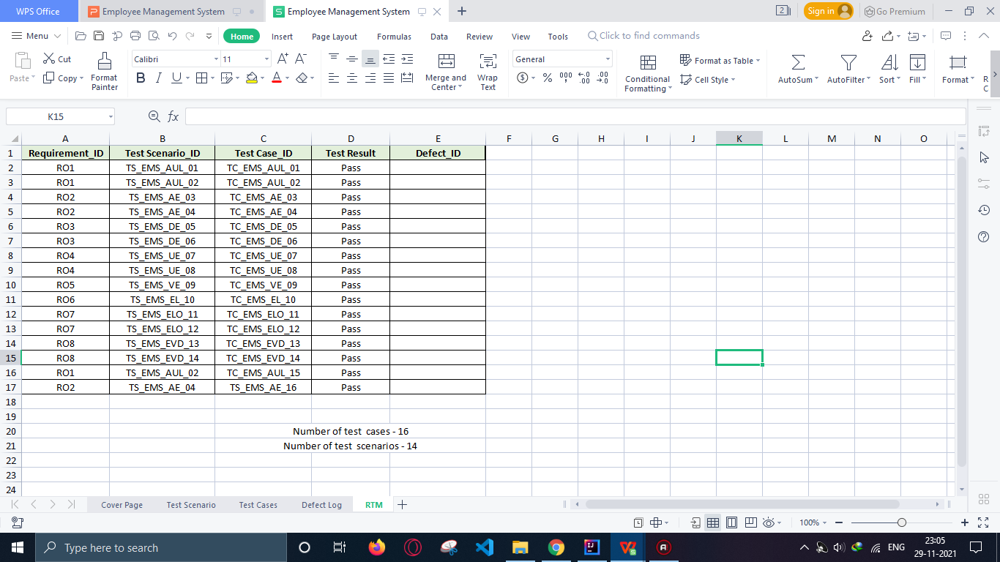 WPS Office Employee Management System Employee Management System 2 Sign in Go Premium
Menu Home Insert Page Layout Formulas Data Review View Tools Click to find commands
Paste Cut Copy Format Painter Calibri 11 Merge and Center Wrap Text General Conditional Formatting Format as Table Cell Style AutoSum AutoFilter Sort Fill Format R C
K15 fx
A B C D E F G H I J K L M N O
1 Requirement_ID Test Scenario_ID Test Case_ID Test Result Defect_ID
2 RO1 TS_EMS_AUL_01 TC_EMS_AUL_01 Pass
3 RO1 TS_EMS_AUL_02 TC_EMS_AUL_02 Pass
4 RO2 TS_EMS_AE_03 TC_EMS_AE_03 Pass
5 RO2 TS_EMS_AE_04 TC_EMS_AE_04 Pass
6 RO3 TS_EMS_DE_05 TC_EMS_DE_05 Pass
7 RO3 TS_EMS_DE_06 TC_EMS_DE_06 Pass
8 RO4 TS_EMS_UE_07 TC_EMS_UE_07 Pass
9 RO4 TS_EMS_UE_08 TC_EMS_UE_08 Pass
10 RO5 TS_EMS_VE_09 TC_EMS_VE_09 Pass
11 RO6 TS_EMS_EL_10 TC_EMS_EL_10 Pass
12 RO7 TS_EMS_ELO_11 TC_EMS_ELO_11 Pass
13 RO7 TS_EMS_ELO_12 TC_EMS_ELO_12 Pass
14 RO8 TS_EMS_EVD_13 TC_EMS_EVD_13 Pass
15 RO8 TS_EMS_EVD_14 TC_EMS_EVD_14 Pass
16 RO1 TS_EMS_AUL_02 TC_EMS_AUL_15 Pass
17 RO2 TS_EMS_AE_04 TS_EMS_AE_16 Pass
18
19
20 Number of test cases - 16
21 Number of test scenarios - 14
22
23
24
Cover Page Test Scenario Test Cases Defect Log RTM
100%
Type here to search ENG 23:05
29-11-2021